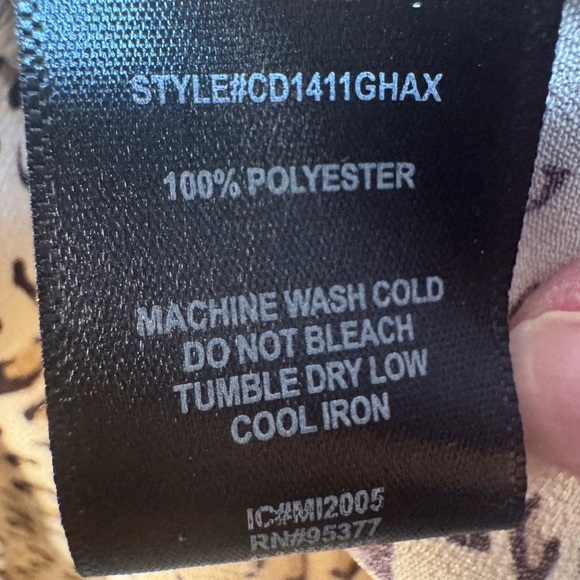 STYLE#CD1411GHAX
100% POLYESTER
MACHINE WASH COLD
DO NOT BLEACH
TUMBLE DRY LOW
COOL IRON
IC#MI2005
RN#95377